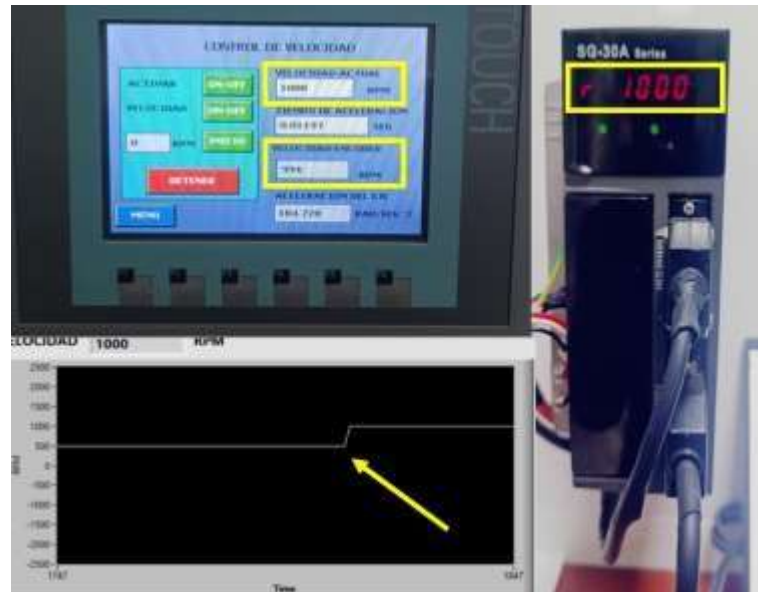 TOUCH
CONTROL DE VELOCIDAD
ACTIVAR
ON/OFF
VELOCIDAD ACTUAL
1000 RPM
VELOCIDAD
ON/OFF
TIEMPO DE ACELERACION
SEG
0 RPM
VELOCIDAD
RPM
DETENER
ACELERACION DEL EJE
MENU
SG-30A Series
r 1000
ELOCIDAD 1000 RPM
2500
2000
1500
1000
500
0
-500
-1000
-1500
-2000
-2500
Time